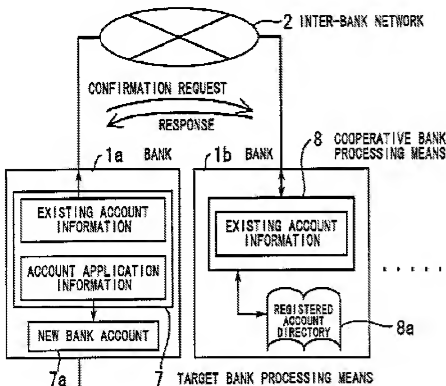 2 INTER-BANK NETWORK
CONFIRMATION REQUEST
RESPONSE
1a BANK
1b BANK
8 COOPERATIVE BANK
PROCESSING MEANS
EXISTING ACCOUNT
INFORMATION
EXISTING ACCOUNT
INFORMATION
ACCOUNT APPLICATION
INFORMATION
REGISTERED
ACCOUNT
DIRECTORY
8a
NEW BANK ACCOUNT
7a
7 TARGET BANK PROCESSING MEANS